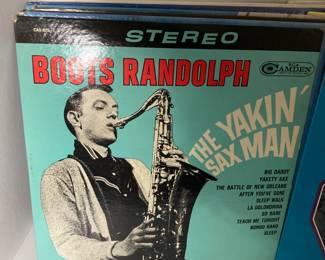 STEREO
CAMDEN
BOOTS RANDOLPH
THE YAKIN'
SAX MAN
BIG DADDY
YAKETY SAX
THE BATTLE OF NEW ORLEANS
AFTER YOU'VE GONE
SLEEP WALK
LA GOLONDRINA
SO RARE
TEACH ME TONIGHT
BONGO BAND
SLEEP